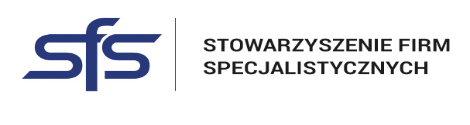 sfs
STOWARZYSZENIE FIRM
SPECJALISTYCZNYCH